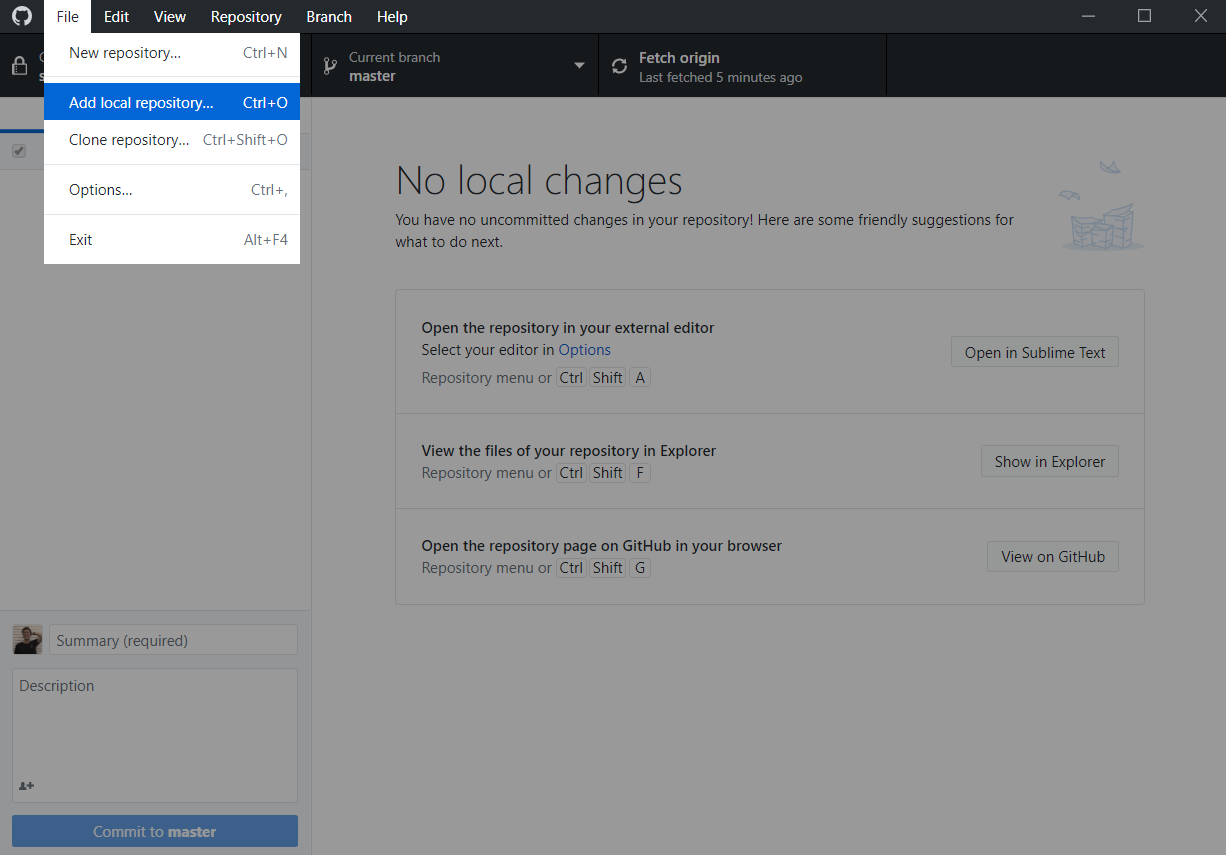 File Edit View Repository Branch Help
New repository... Ctrl+N
Add local repository... Ctrl+O
Clone repository... Ctrl+Shift+O
Options... Ctrl+,
Exit Alt+F4
Current branch
master
Fetch origin
Last fetched 5 minutes ago
No local changes
You have no uncommitted changes in your repository! Here are some friendly suggestions for
what to do next.
Open the repository in your external editor
Select your editor in Options
Repository menu or Ctrl Shift A
Open in Sublime Text
View the files of your repository in Explorer
Repository menu or Ctrl Shift F
Show in Explorer
Open the repository page on GitHub in your browser
Repository menu or Ctrl Shift G
View on GitHub
Summary (required)
Description
Commit to master